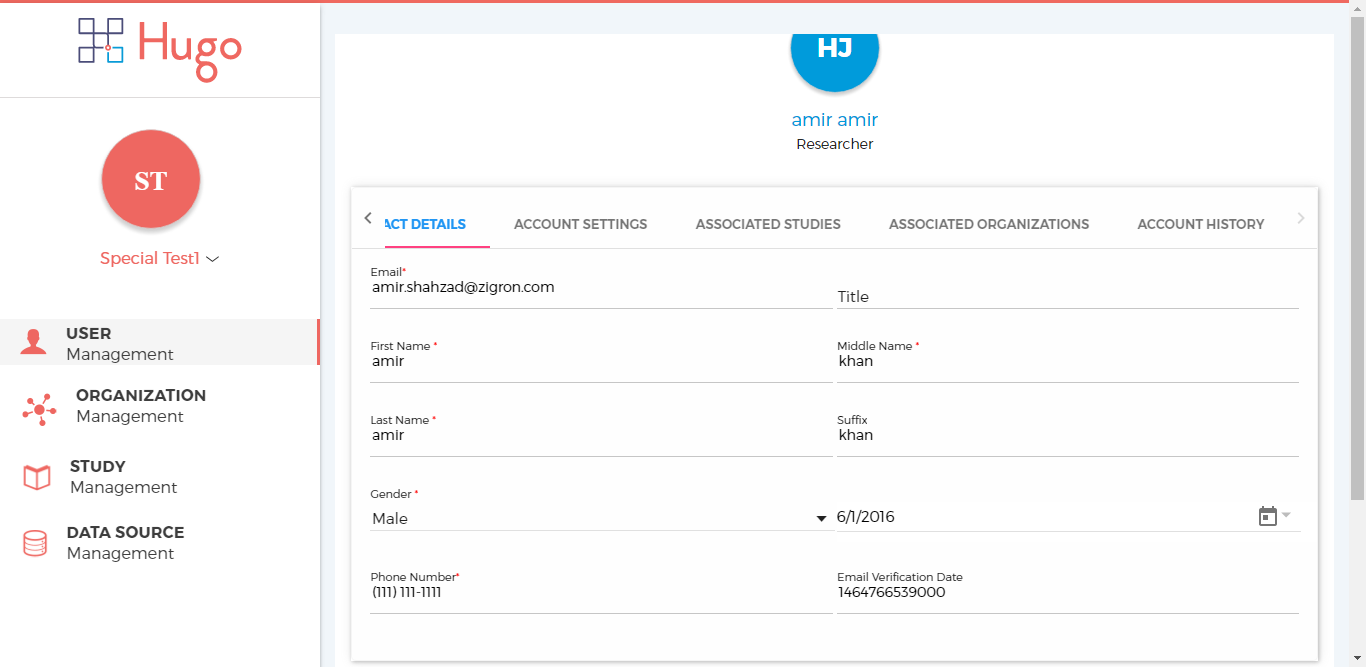 Hugo
ST
Special Test1
USER
Management
ORGANIZATION
Management
STUDY
Management
DATA SOURCE
Management
HJ
amir amir
Researcher
ACT DETAILS ACCOUNT SETTINGS ASSOCIATED STUDIES ASSOCIATED ORGANIZATIONS ACCOUNT HISTORY
Email*
amir.shahzad@zigron.com
Title
First Name *
amir
Middle Name *
khan
Last Name *
amir
Suffix
khan
Gender *
Male
6/1/2016
Phone Number*
(111) 111-1111
Email Verification Date
1464766539000